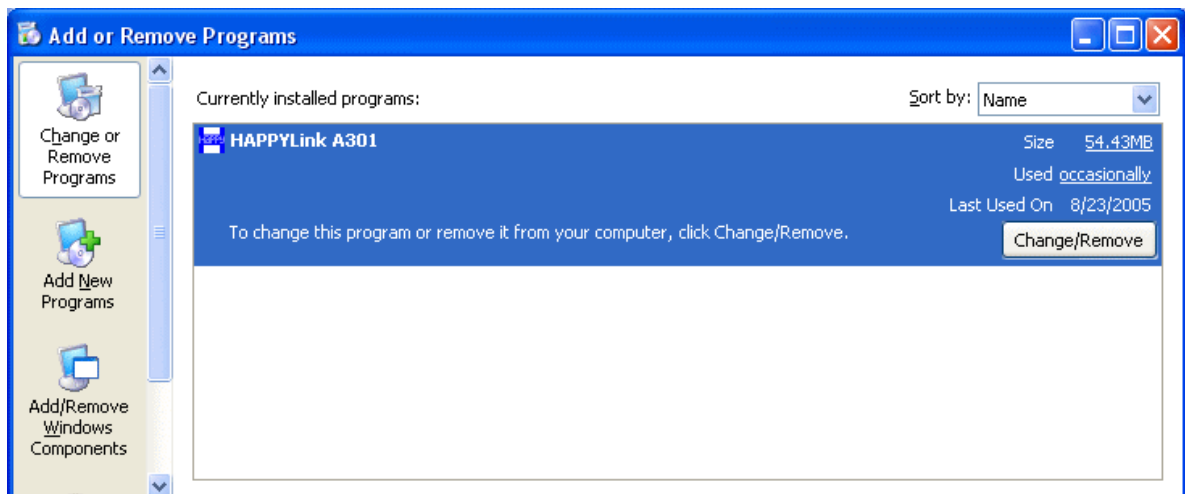 Add or Remove Programs
Change or
Remove
Programs
Add New
Programs
Add/Remove
Windows
Components
Currently installed programs:
Sort by: Name
HAPPY HAPPYLink A301
Size 54.43MB
Used occasionally
Last Used On 8/23/2005
To change this program or remove it from your computer, click Change/Remove.
Change/Remove